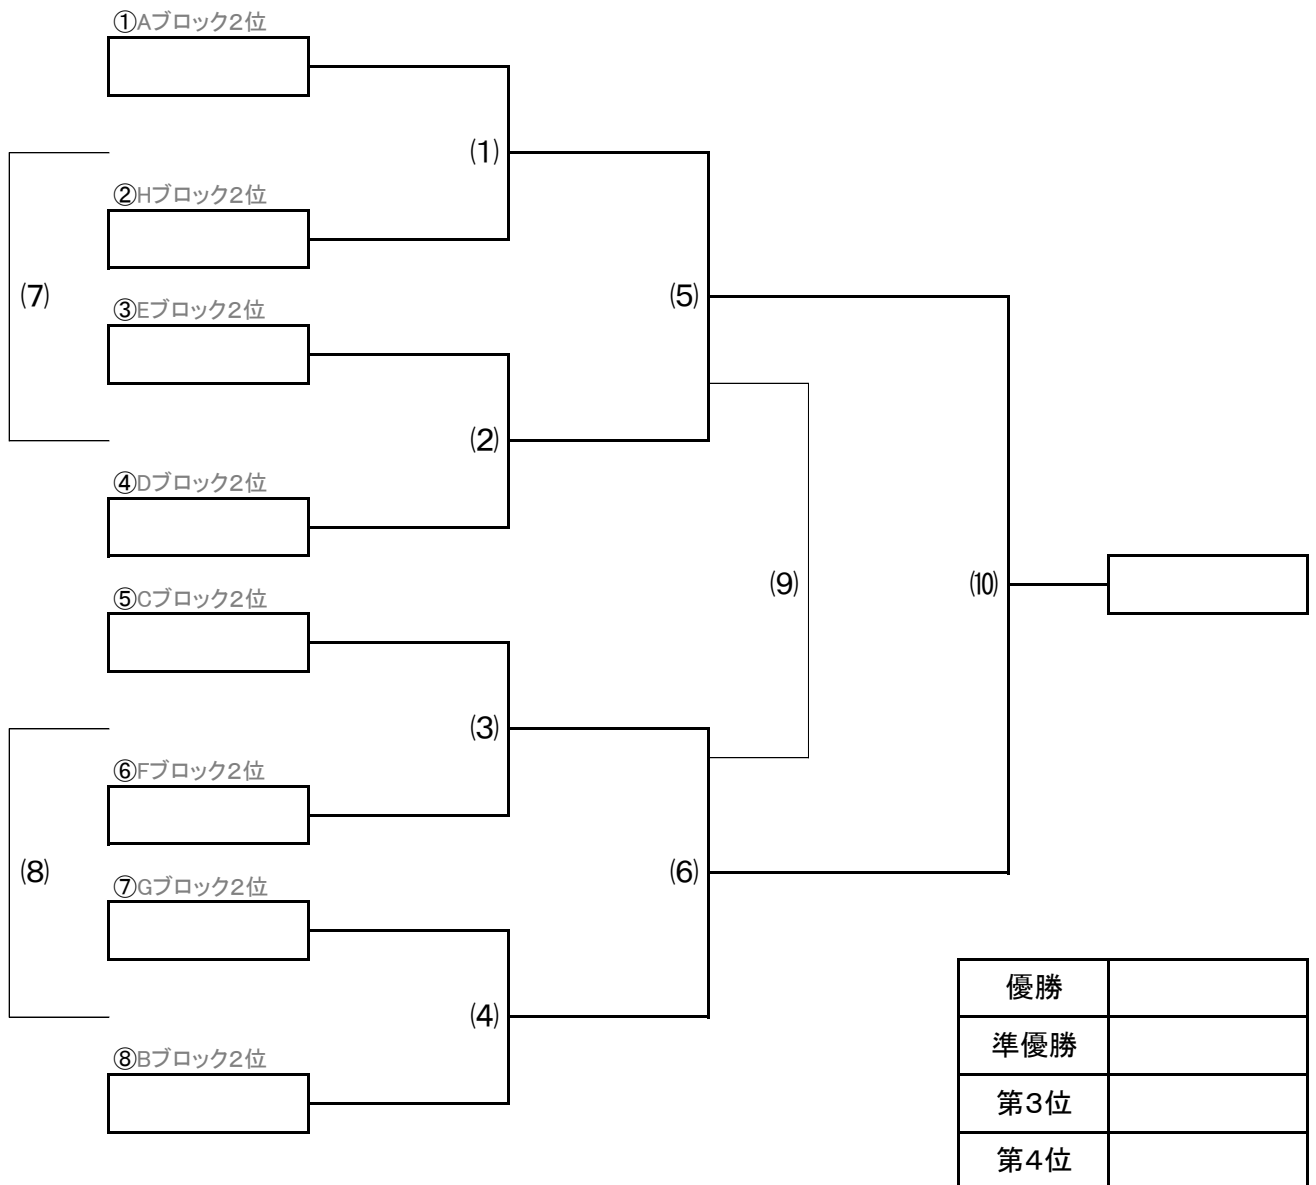 ①Aブロック2位
(1)
②Hブロック2位
(7)
(5)
③Eブロック2位
(2)
④Dブロック2位
(9)
(10)
⑤Cブロック2位
(3)
⑥Fブロック2位
(8)
(6)
⑦Gブロック2位
(4)
⑧Bブロック2位
優勝
準優勝
第3位
第4位